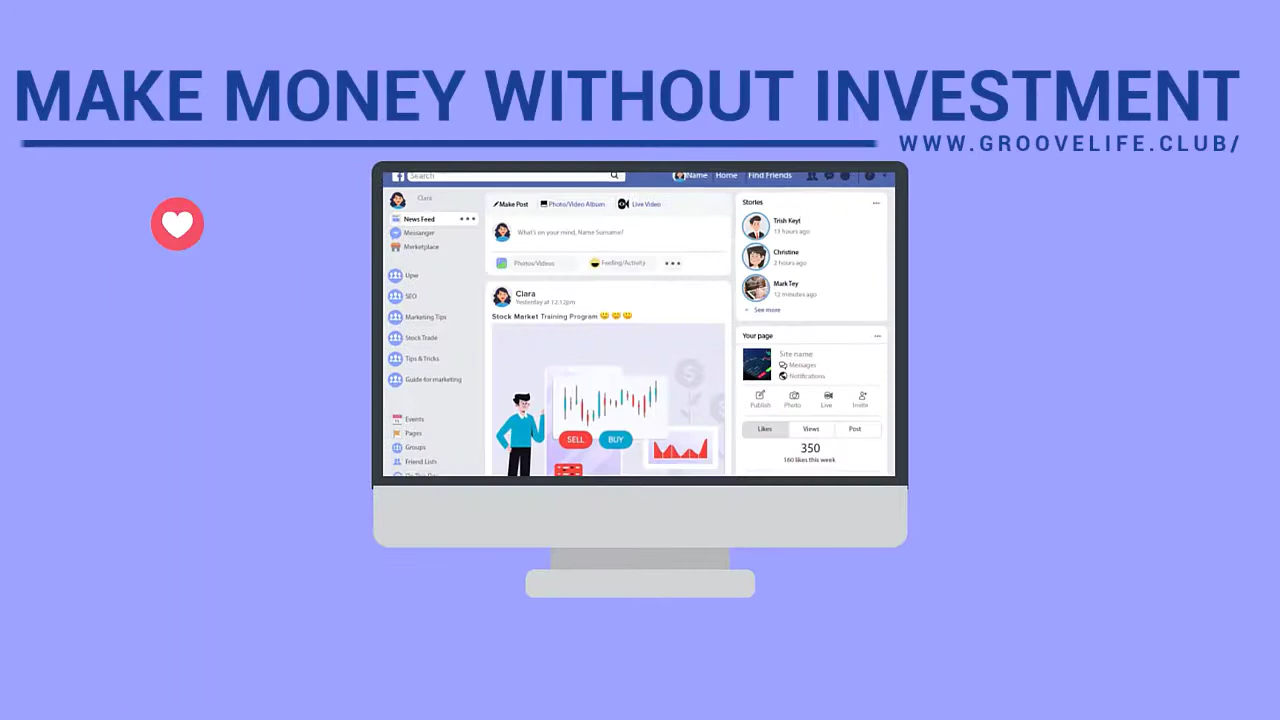 MAKE MONEY WITHOUT INVESTMENT
WWW.GROOVELIFE.CLUB/
Search
Name Home Find Friends
Clara
News Feed
Messanger
Marketplace
Upw
SEO
Marketing Tips
Stock Trade
Tips & Tricks
Guide for marketing
Events
Pages
Groups
Friend Lists
Make Post Photo/Video Album Live Video
What's on your mind, Name Surname?
Photos/Videos Feeling/Activity
Clara
Yesterday at 12:12pm
Stock Market Training Program
SELL BUY
Stories
Trish Keyt
11 hours ago
Christine
2 hours ago
Mark Tey
12 minutes ago
See more
Your page
Site name
Messages
Notifications
Publish Photo Live Invite
Likes Views Post
350
160 likes this week